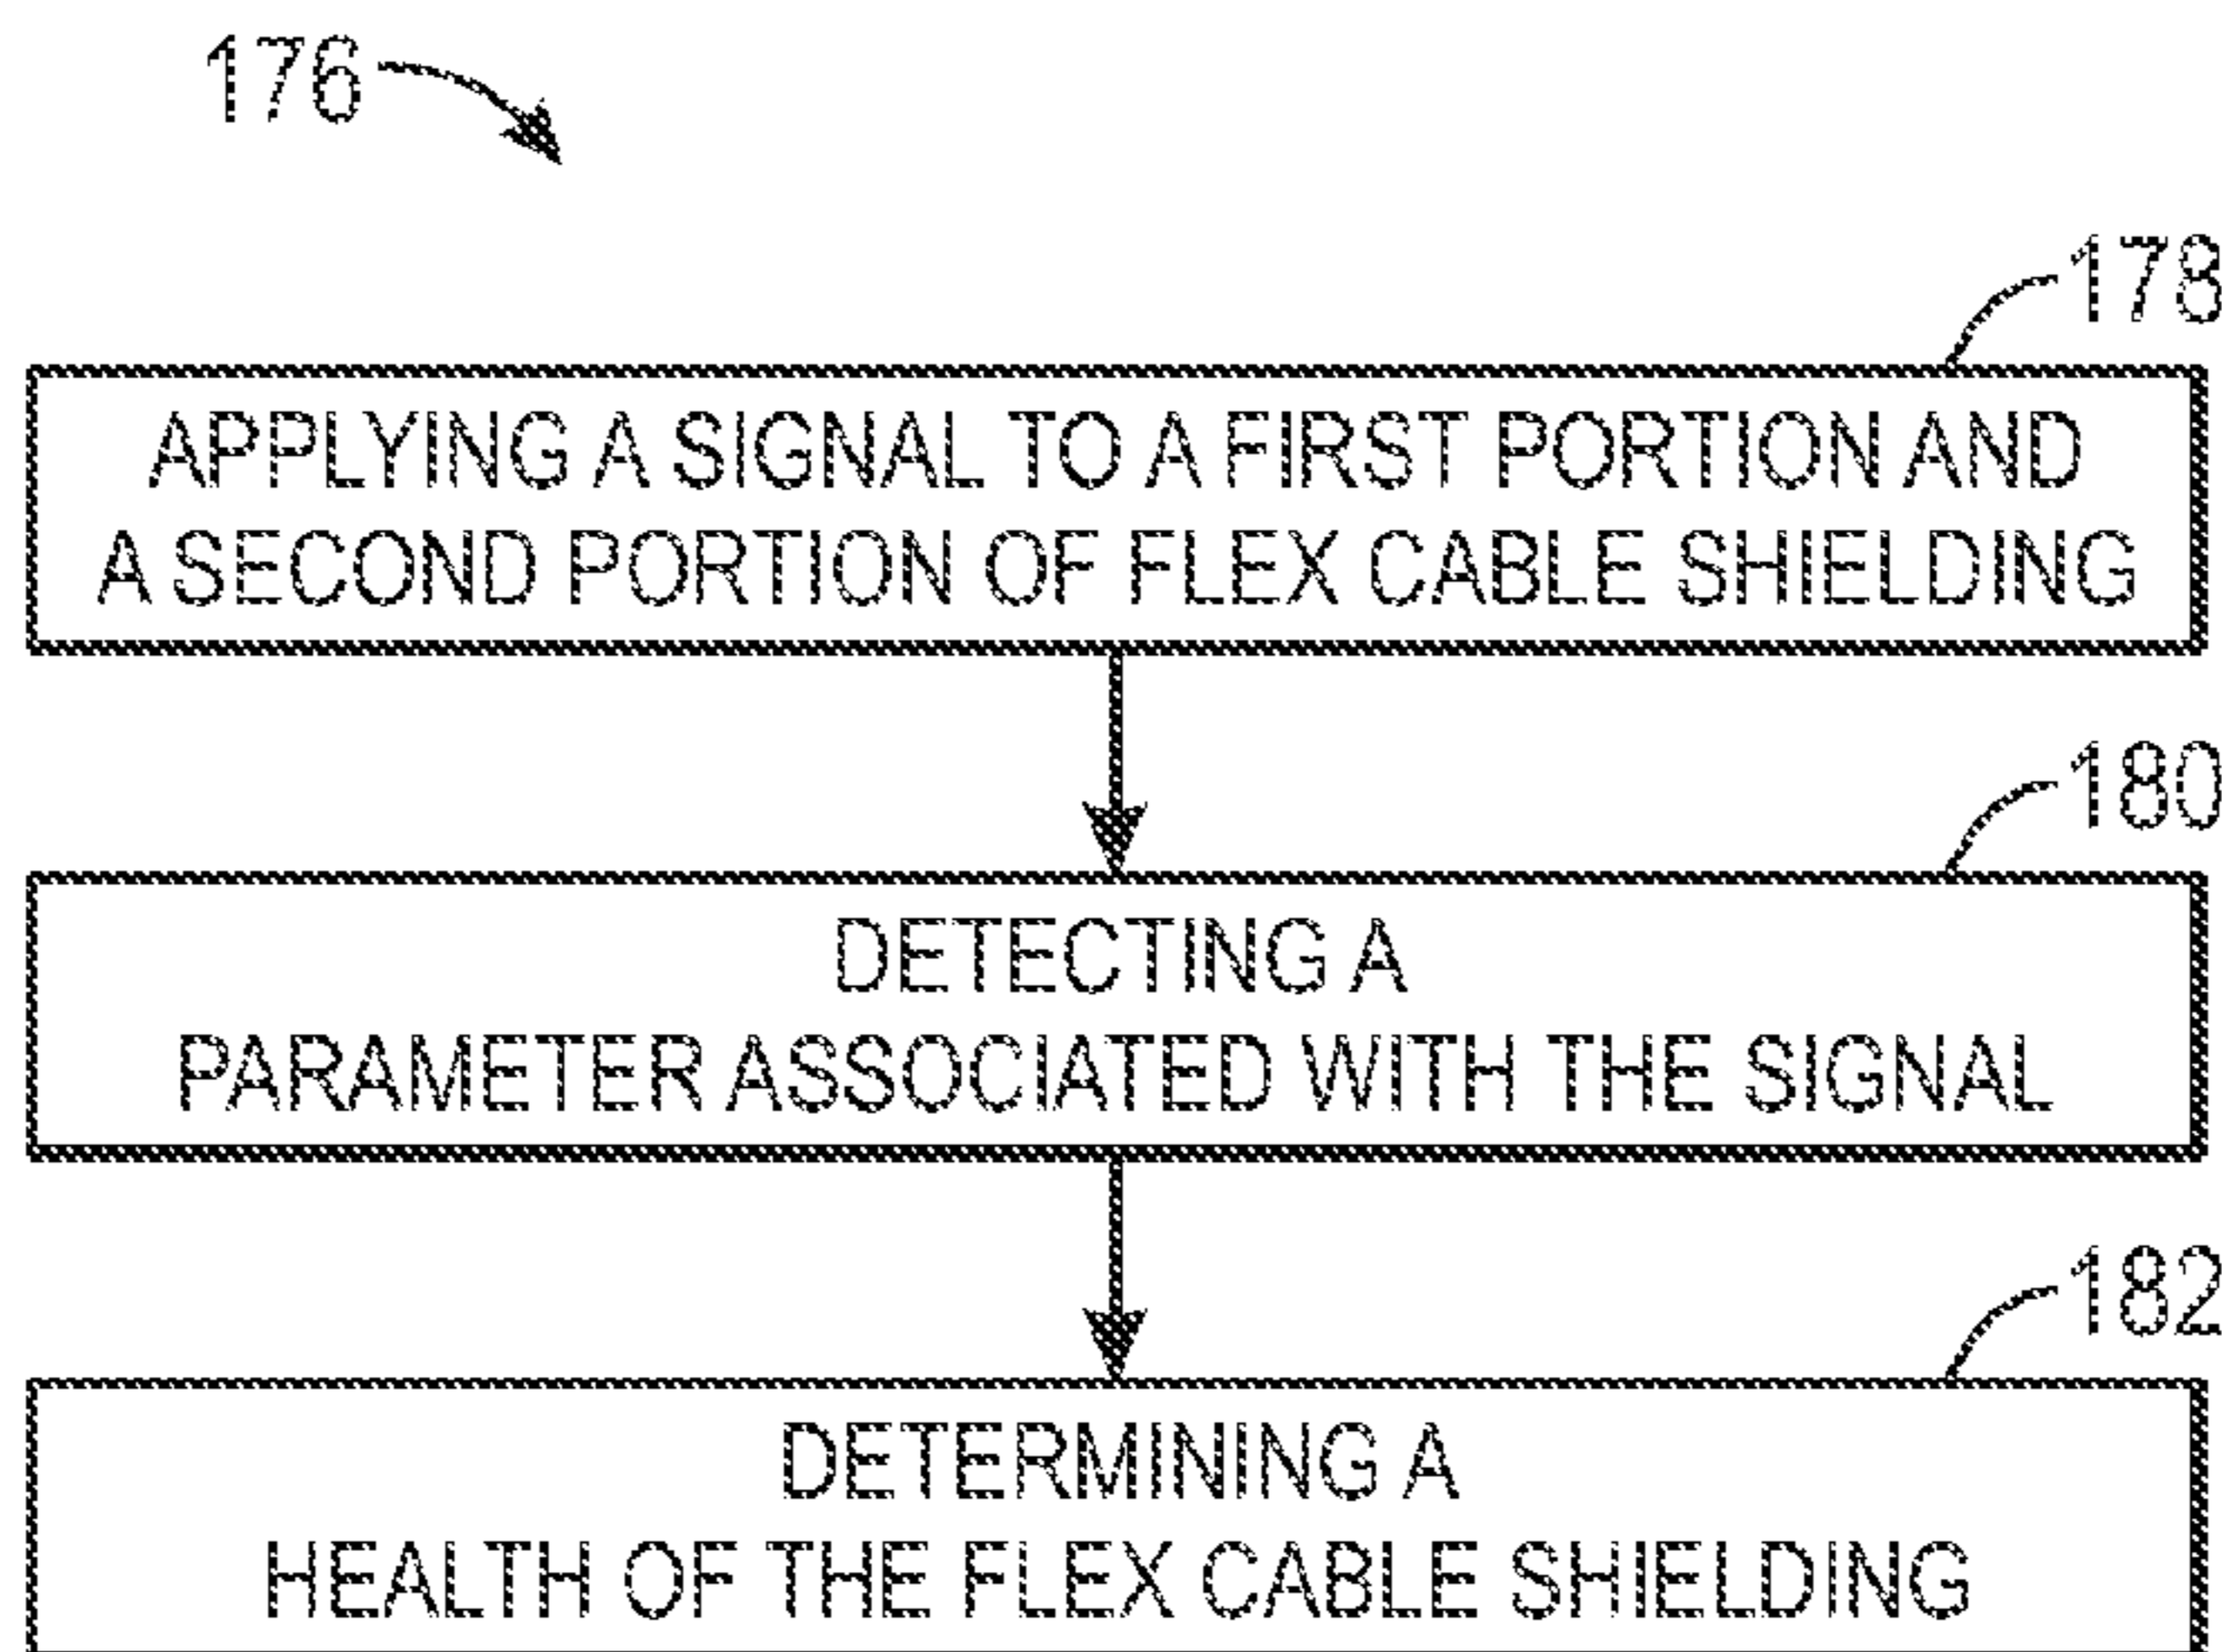 176
178
APPLYING A SIGNAL TO A FIRST PORTION AND
A SECOND PORTION OF FLEX CABLE SHIELDING
180
DETECTING A
PARAMETER ASSOCIATED WITH THE SIGNAL
182
DETERMINING A
HEALTH OF THE FLEX CABLE SHIELDING